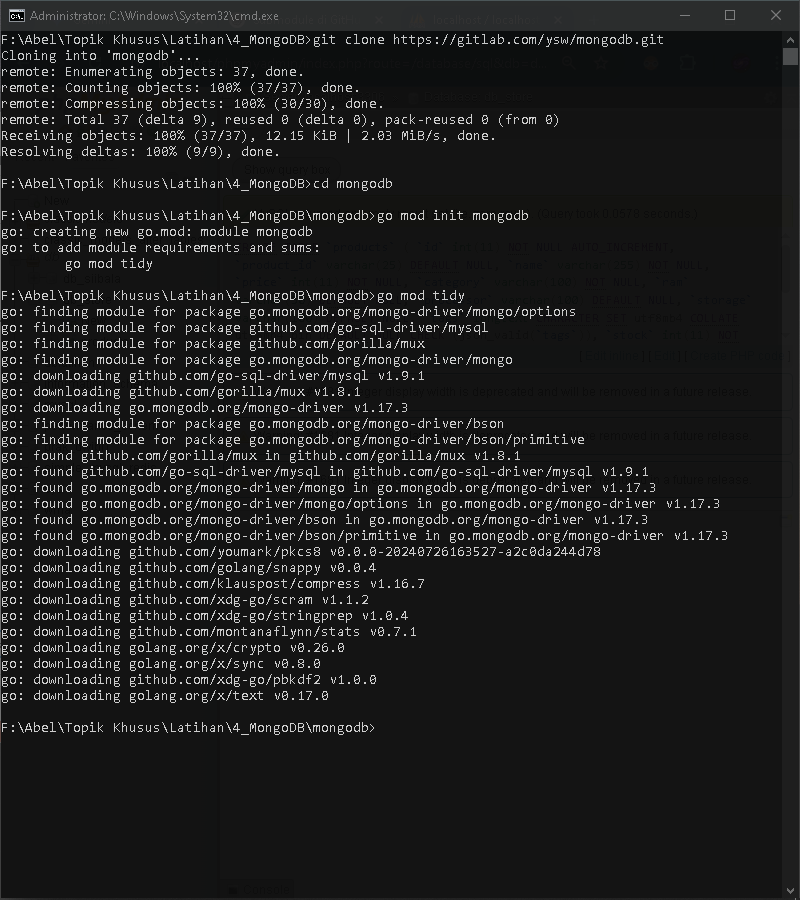 Administrator: C:\Windows\System32\cmd.exe
F:\Abel\Topik Khusus\Latihan\4_MongoDB>git clone https://gitlab.com/ysw/mongodb.git
Cloning into 'mongodb'...
remote: Enumerating objects: 37, done.
remote: Counting objects: 100% (37/37), done.
remote: Compressing objects: 100% (30/30), done.
remote: Total 37 (delta 9), reused 0 (delta 0), pack-reused 0 (from 0)
Receiving objects: 100% (37/37), 12.15 KiB | 2.03 MiB/s, done.
Resolving deltas: 100% (9/9), done.
F:\Abel\Topik Khusus\Latihan\4_MongoDB>cd mongodb
F:\Abel\Topik Khusus\Latihan\4_MongoDB\mongodb>go mod init mongodb
go: creating new go.mod: module mongodb
go: to add module requirements and sums:
        go mod tidy
F:\Abel\Topik Khusus\Latihan\4_MongoDB\mongodb>go mod tidy
go: finding module for package go.mongodb.org/mongo-driver/mongo/options
go: finding module for package github.com/go-sql-driver/mysql
go: finding module for package github.com/gorilla/mux
go: finding module for package go.mongodb.org/mongo-driver/mongo
go: downloading github.com/go-sql-driver/mysql v1.9.1
go: downloading github.com/gorilla/mux v1.8.1
go: downloading go.mongodb.org/mongo-driver v1.17.3
go: finding module for package go.mongodb.org/mongo-driver/bson
go: finding module for package go.mongodb.org/mongo-driver/bson/primitive
go: found github.com/gorilla/mux in github.com/gorilla/mux v1.8.1
go: found github.com/go-sql-driver/mysql in github.com/go-sql-driver/mysql v1.9.1
go: found go.mongodb.org/mongo-driver/mongo in go.mongodb.org/mongo-driver v1.17.3
go: found go.mongodb.org/mongo-driver/mongo/options in go.mongodb.org/mongo-driver v1.17.3
go: found go.mongodb.org/mongo-driver/bson in go.mongodb.org/mongo-driver v1.17.3
go: found go.mongodb.org/mongo-driver/bson/primitive in go.mongodb.org/mongo-driver v1.17.3
go: downloading github.com/youmark/pkcs8 v0.0.0-20240726163527-a2c0da244d78
go: downloading github.com/golang/snappy v0.0.4
go: downloading github.com/klauspost/compress v1.16.7
go: downloading github.com/xdg-go/scram v1.1.2
go: downloading github.com/xdg-go/stringprep v1.0.4
go: downloading github.com/montanaflynn/stats v0.7.1
go: downloading golang.org/x/crypto v0.26.0
go: downloading golang.org/x/sync v0.8.0
go: downloading github.com/xdg-go/pbkdf2 v1.0.0
go: downloading golang.org/x/text v0.17.0
F:\Abel\Topik Khusus\Latihan\4_MongoDB\mongodb>